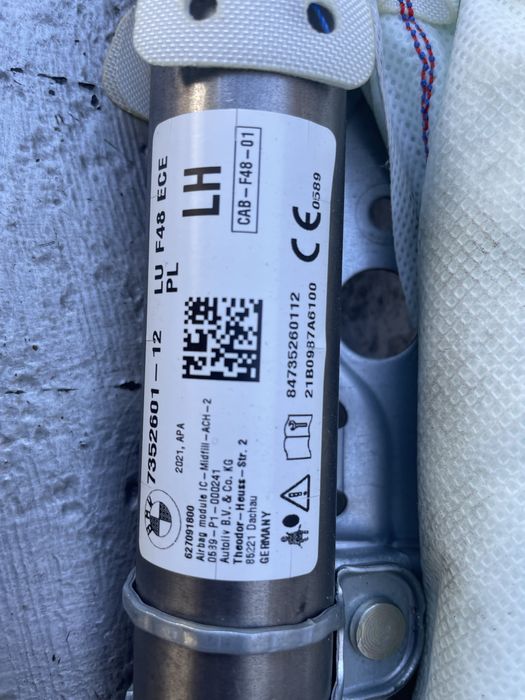 7352601-12 LU F48 ECE
PL
LH
CAB-F48-01
2021, APA
627091800
Airbag module IC-Midfill-ACH-2
0589-P1-000241
Autoliv B.V. & Co. KG
Theodor-Heuss-Str. 2
85221 Dachau
GERMANY
CE 0589
84735260112
21B0987A6100